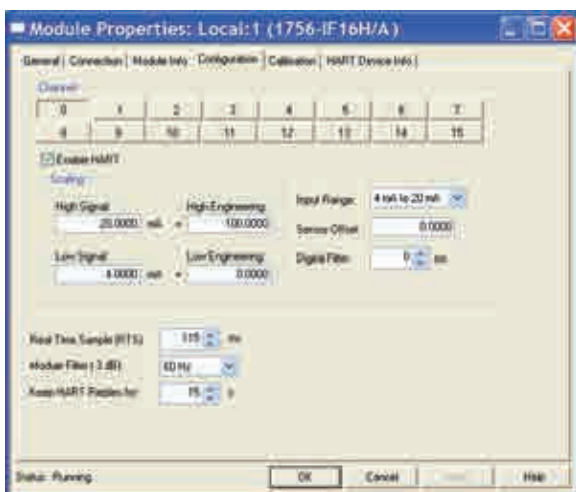 Module Properties: Local:1 (1756-IF16H/A)
General | Connection | Module Info | Configuration | Calibration | HART Device Info
Channel
0 1 2 3 4 5 6 7
8 9 10 11 12 13 14 15
Enable HART
Scaling
High Signal High Engineering Input Range: 4 mA to 20 mA
20.0000 mA = 100.0000 Sensor Offset 0.0000
Low Signal Low Engineering Digital Filter: 0 ms
4.0000 mA = 0.0000
Real Time Sample (RTS) ms
Module Filter (-3 dB) 60 Hz
Keep HART Replies for 15 s
Status: Running OK Cancel Help